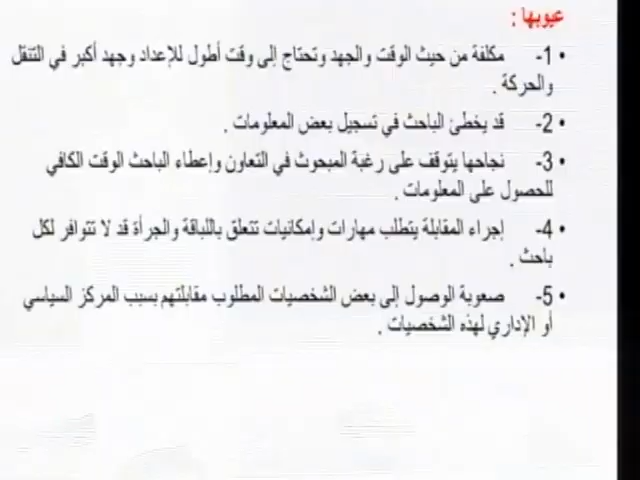 عيوبها :
• 1- مكلفة من حيث الوقت والجهد وتحتاج إلى وقت أطول للإعداد وجهد أكبر في التنقل
والحركة .
• 2- قد يخطئ الباحث في تسجيل بعض المعلومات .
• 3- نجاحها يتوقف على رغبة المبحوث في التعاون وإعطاء الباحث الوقت الكافي
للحصول على المعلومات .
• 4- إجراء المقابلة يتطلب مهارات وإمكانيات تتعلق باللباقة والجرأة قد لا تتوافر لكل
باحث .
• 5- صعوبة الوصول إلى بعض الشخصيات المطلوب مقابلتهم بسبب المركز السياسي
أو الإداري لهذه الشخصيات .